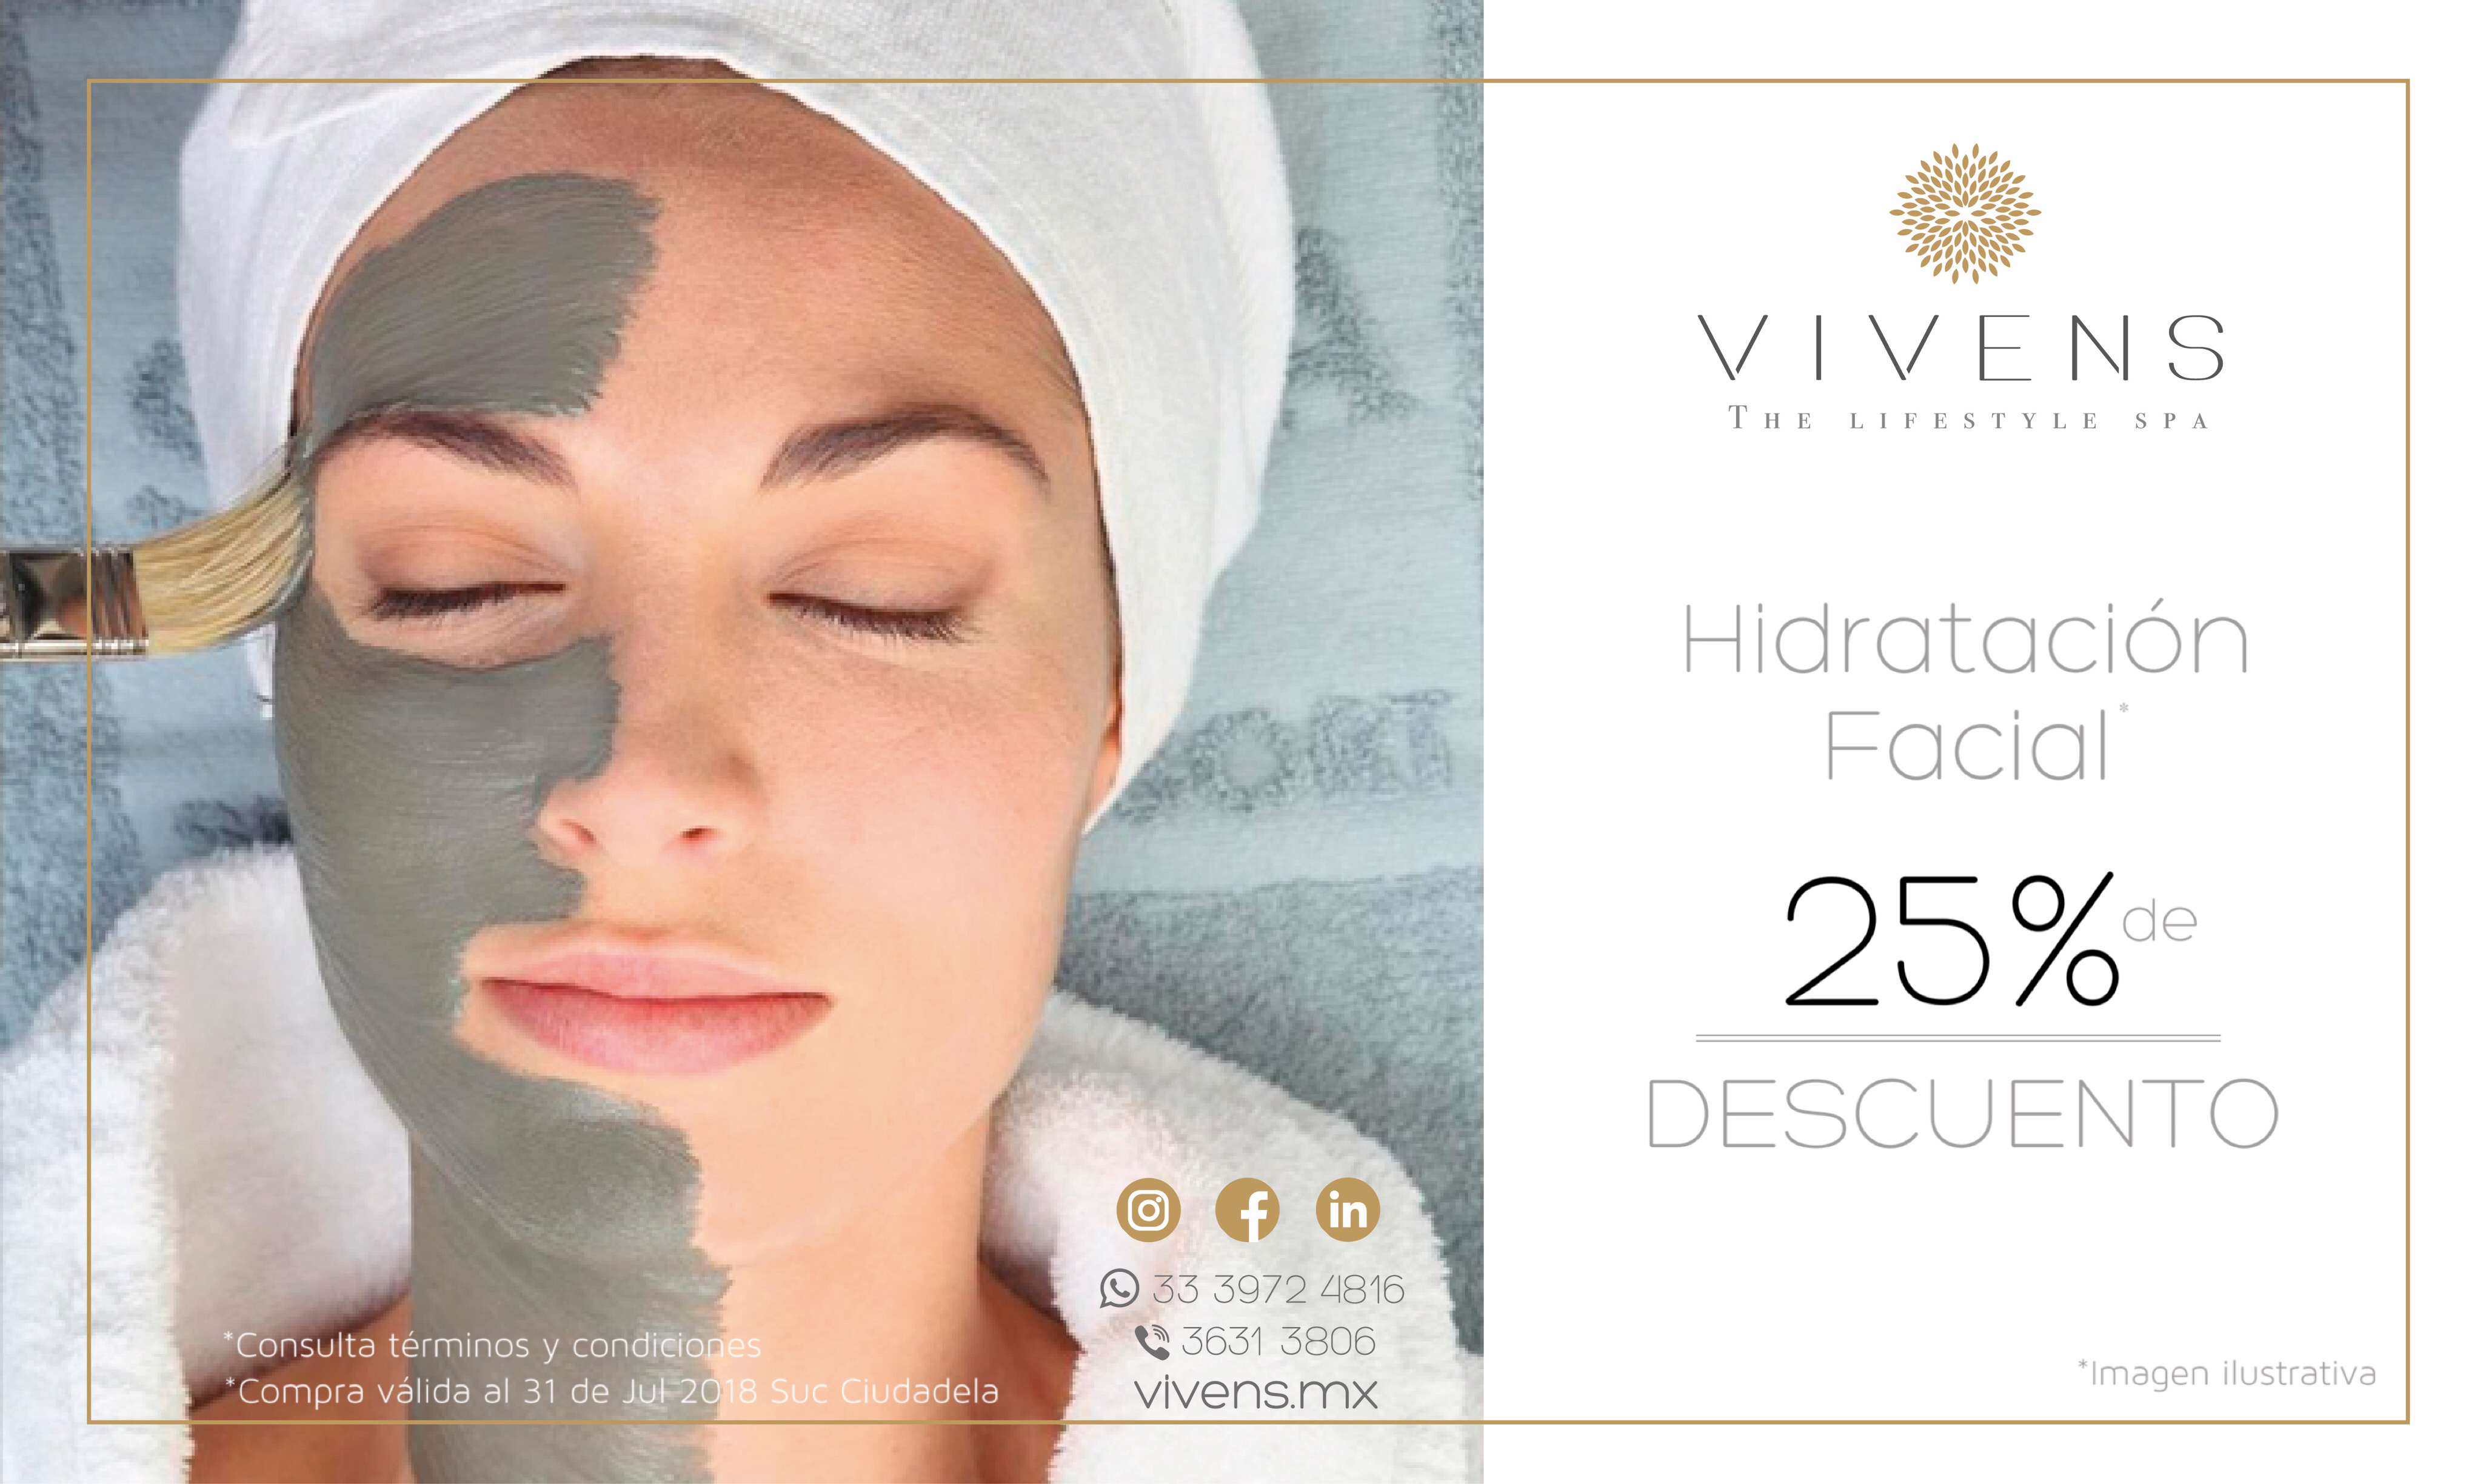 VIVENS
THE LIFESTYLE SPA
Hidratación
Facial*
25% de
DESCUENTO
33 3972 4816
3631 3806
vivens.mx
*Consulta términos y condiciones
*Compra válida al 31 de Jul 2018 Suc Ciudadela
*Imagen ilustrativa
SPORT